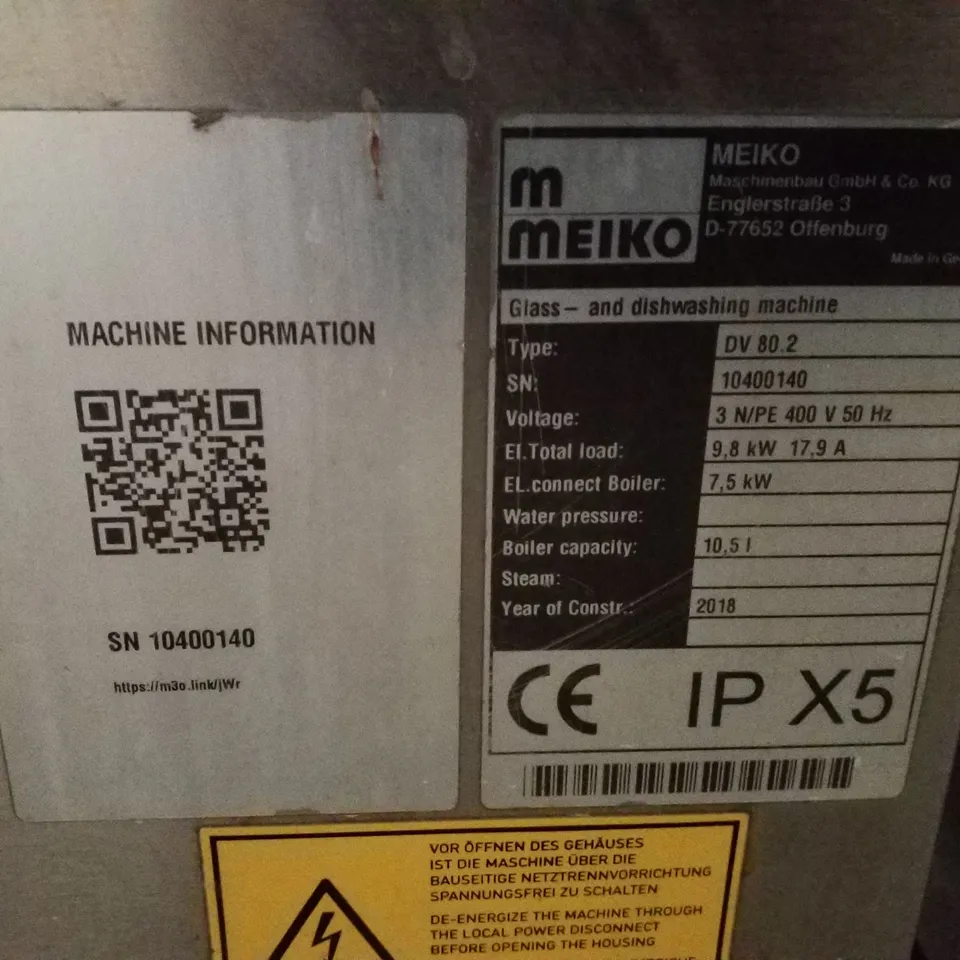 MACHINE INFORMATION
SN 10400140
https://m3o.link/jWr
m
MEIKO
MEIKO
Maschinenbau GmbH & Co. KG
Englerstraße 3
D-77652 Offenburg
Made in
Glass- and dishwashing machine
Type: DV 80.2
SN: 10400140
Voltage: 3 N/PE 400 V 50 Hz
El.Total load: 9,8 kW 17,9 A
EL.connect Boiler: 7,5 kW
Water pressure:
Boiler capacity: 10,5 l
Steam:
Year of Constr.: 2018
CE IP X5
VOR ÖFFNEN DES GEHÄUSES
IST DIE MASCHINE ÜBER DIE
BAUSEITIGE NETZTRENNVORRICHTUNG
SPANNUNGSFREI ZU SCHALTEN
DE-ENERGIZE THE MACHINE THROUGH
THE LOCAL POWER DISCONNECT
BEFORE OPENING THE HOUSING